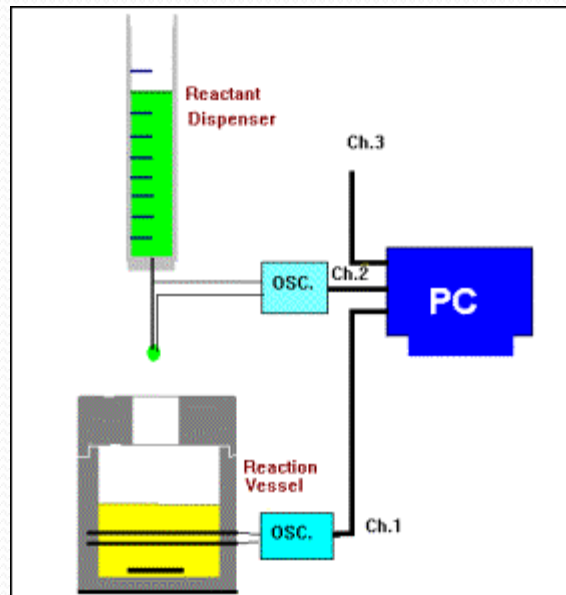 Reactant
Dispenser
Ch.3
OSC.
Ch.2
PC
Reaction
Vessel
OSC.
Ch.1